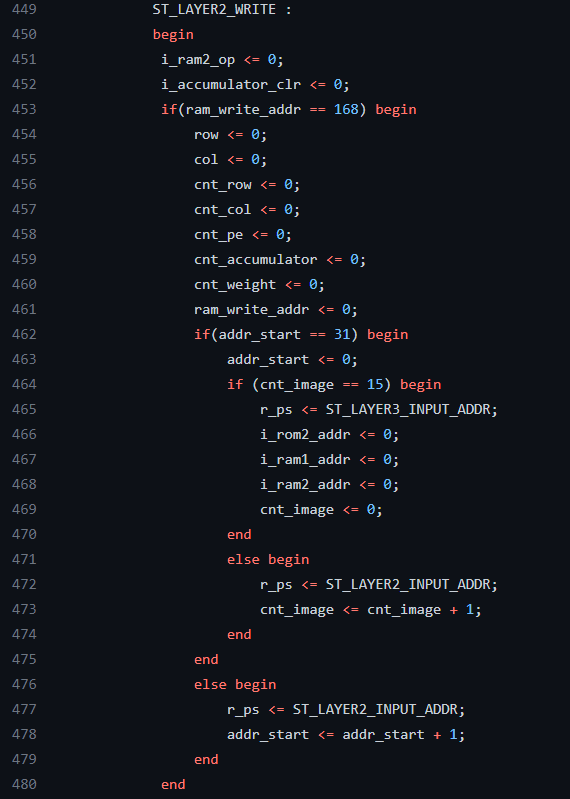 449 ST_LAYER2_WRITE :
450 begin
451 i_ram2_op <= 0;
452 i_accumulator_clr <= 0;
453 if(ram_write_addr == 168) begin
454 row <= 0;
455 col <= 0;
456 cnt_row <= 0;
457 cnt_col <= 0;
458 cnt_pe <= 0;
459 cnt_accumulator <= 0;
460 cnt_weight <= 0;
461 ram_write_addr <= 0;
462 if(addr_start == 31) begin
463 addr_start <= 0;
464 if (cnt_image == 15) begin
465 r_ps <= ST_LAYER3_INPUT_ADDR;
466 i_rom2_addr <= 0;
467 i_ram1_addr <= 0;
468 i_ram2_addr <= 0;
469 cnt_image <= 0;
470 end
471 else begin
472 r_ps <= ST_LAYER2_INPUT_ADDR;
473 cnt_image <= cnt_image + 1;
474 end
475 end
476 else begin
477 r_ps <= ST_LAYER2_INPUT_ADDR;
478 addr_start <= addr_start + 1;
479 end
480 end